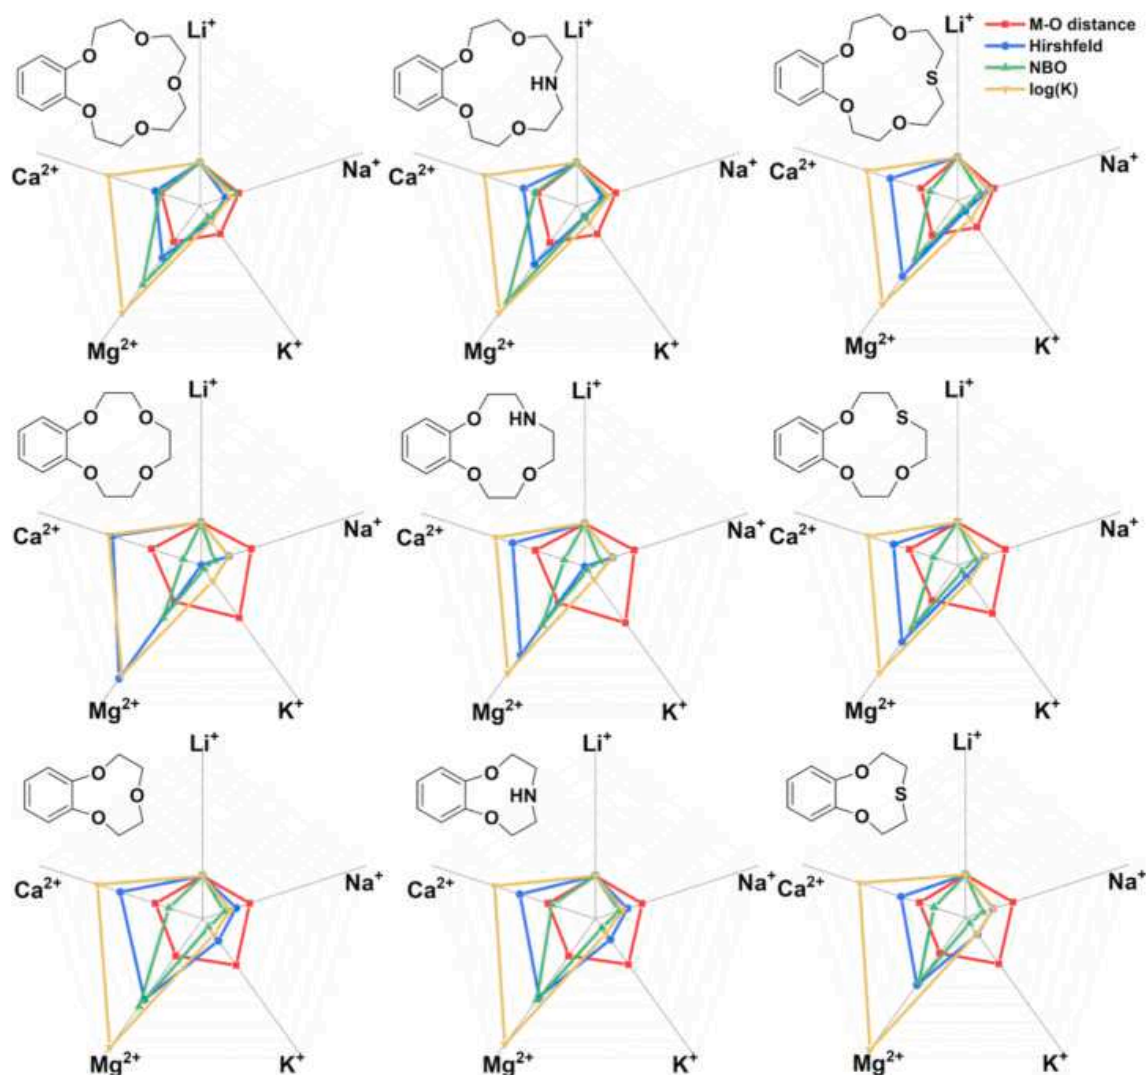 Li⁺
Na⁺
K⁺
Mg²⁺
Ca²⁺
O
O
O
O
O
Li⁺
Na⁺
K⁺
Mg²⁺
Ca²⁺
O
O
HN
O
O
Li⁺
Na⁺
K⁺
Mg²⁺
Ca²⁺
O
O
S
O
O
M-O distance
Hirshfeld
NBO
log(K)
Li⁺
Na⁺
K⁺
Mg²⁺
Ca²⁺
O
O
O
O
Li⁺
Na⁺
K⁺
Mg²⁺
Ca²⁺
O
HN
O
O
Li⁺
Na⁺
K⁺
Mg²⁺
Ca²⁺
O
S
O
O
Li⁺
Na⁺
K⁺
Mg²⁺
Ca²⁺
O
O
O
Li⁺
Na⁺
K⁺
Mg²⁺
Ca²⁺
O
HN
O
Li⁺
Na⁺
K⁺
Mg²⁺
Ca²⁺
O
S
O